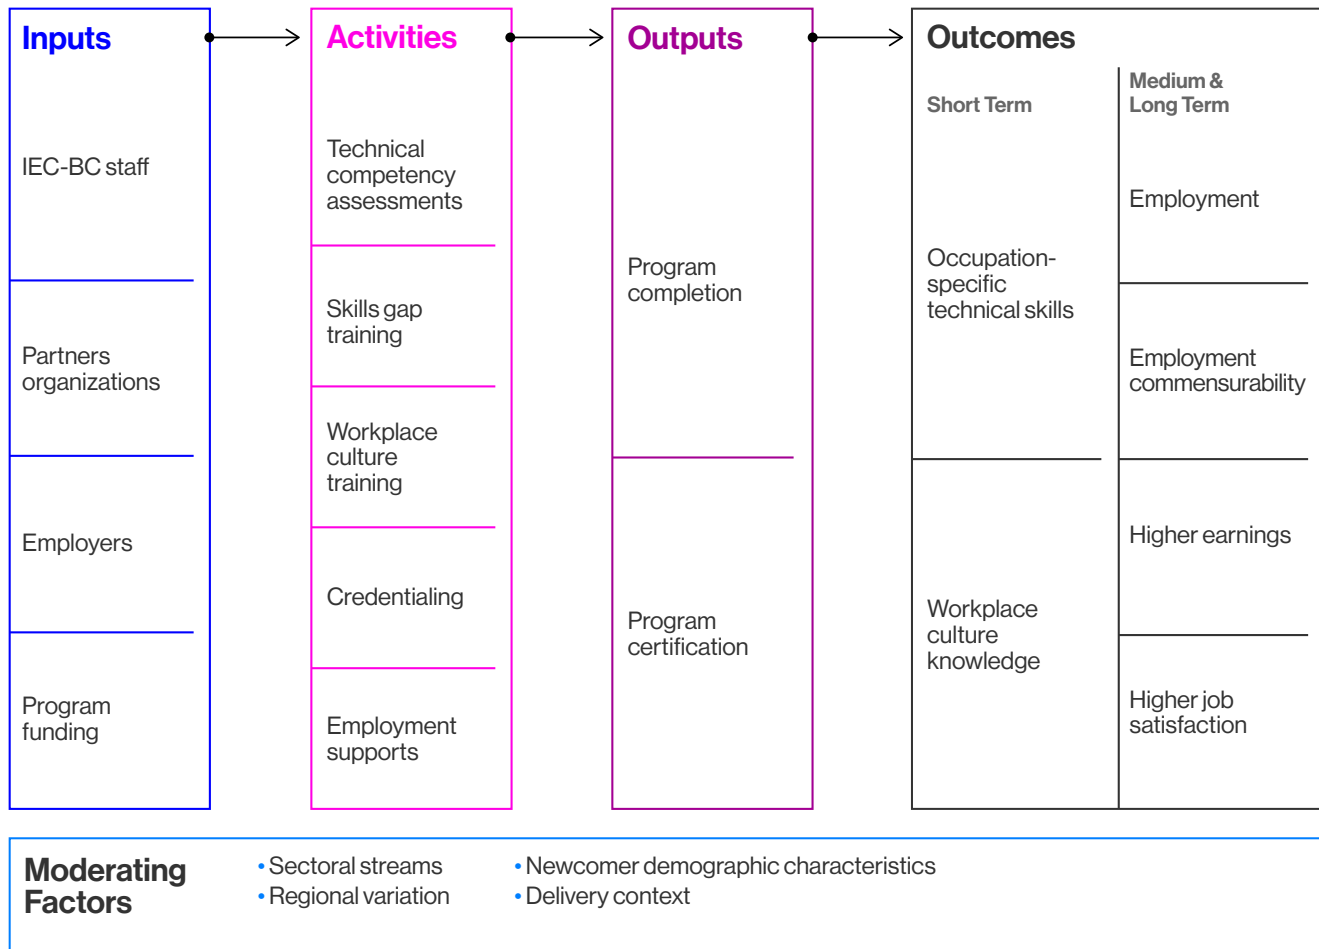 Inputs
IEC-BC staff
Partners
organizations
Employers
Program
funding
Activities
Technical
competency
assessments
Skills gap
training
Workplace
culture
training
Credentialing
Employment
supports
Outputs
Program
completion
Program
certification
Outcomes
Short Term
Occupation-
specific
technical skills
Workplace
culture
knowledge
Medium &
Long Term
Employment
Employment
commensurability
Higher earnings
Higher job
satisfaction
Moderating
Factors
• Sectoral streams
• Regional variation
• Newcomer demographic characteristics
• Delivery context